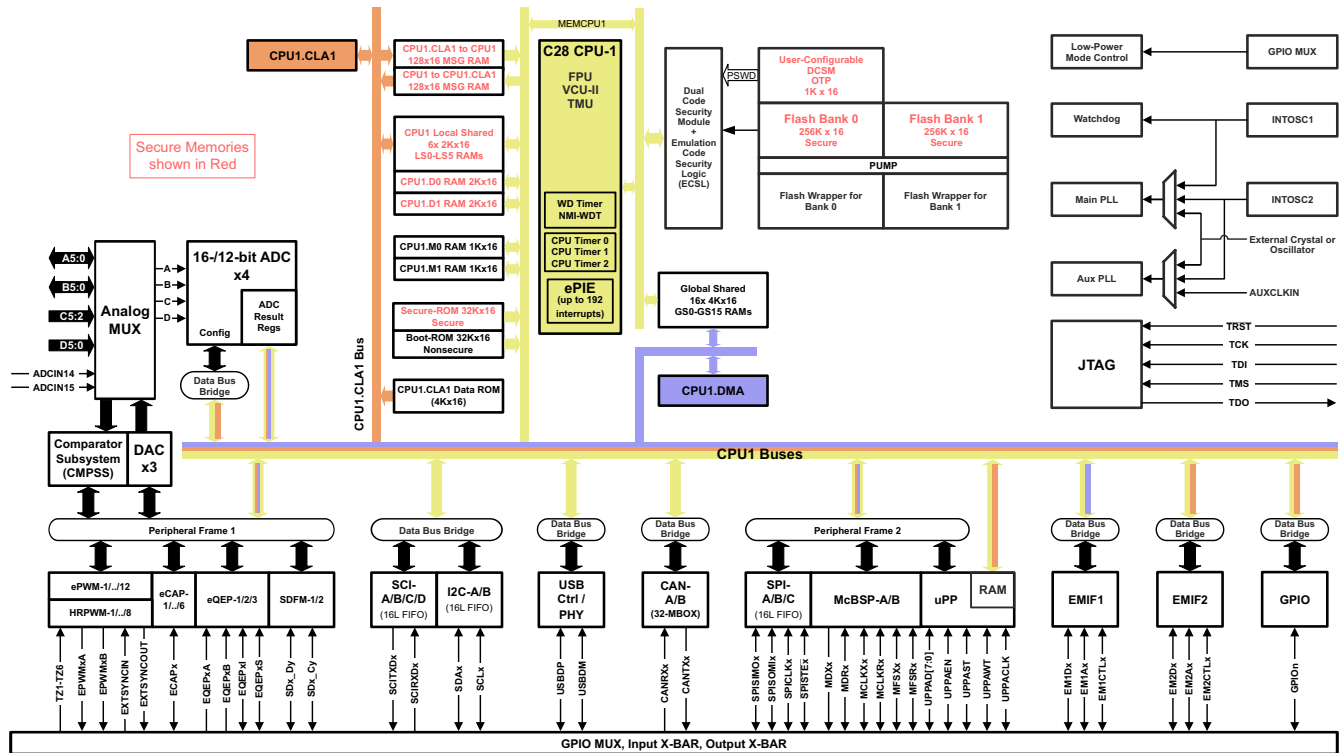 MEMCPU1
CPU1.CLA1
CPU1.CLA1 to CPU1
128x16 MSG RAM
CPU1 to CPU1.CLA1
128x16 MSG RAM
CPU1 Local Shared
6x 2Kx16
LS0-LS5 RAMs
CPU1.D0 RAM 2Kx16
CPU1.D1 RAM 2Kx16
CPU1.M0 RAM 1Kx16
CPU1.M1 RAM 1Kx16
Secure-ROM 32Kx16
Secure
Boot-ROM 32Kx16
Nonsecure
CPU1.CLA1 Data ROM
(4Kx16)
CPU1.CLA1 Bus
C28 CPU-1
FPU
VCU-II
TMU
WD Timer
NMI-WDT
CPU Timer 0
CPU Timer 1
CPU Timer 2
ePIE
(up to 192
interrupts)
Dual
Code
Security
Module
+
Emulation
Code
Security
Logic
(ECSL)
PSWD
User-Configurable
DCSM
OTP
1K x 16
Flash Bank 0
256K x 16
Secure
Flash Bank 1
256K x 16
Secure
PUMP
Flash Wrapper for
Bank 0
Flash Wrapper for
Bank 1
Global Shared
16x 4Kx16
GS0-GS15 RAMs
CPU1.DMA
Low-Power
Mode Control
GPIO MUX
Watchdog
INTOSC1
Main PLL
INTOSC2
External Crystal or
Oscillator
Aux PLL
AUXCLKIN
JTAG
TRST
TCK
TDI
TMS
TDO
Secure Memories
shown in Red
A5:0
B5:0
C5:2
D5:0
ADCIN14
ADCIN15
Analog
MUX
A
B
C
D
16-/12-bit ADC
x4
Config
ADC
Result
Regs
Data Bus
Bridge
Comparator
Subsystem
(CMPSS)
DAC
x3
CPU1 Buses
Peripheral Frame 1
Data Bus Bridge
Data Bus
Bridge
Data Bus
Bridge
Peripheral Frame 2
Data Bus
Bridge
Data Bus
Bridge
Data Bus
Bridge
ePWM-1/../12
HRPWM-1/../8
eCAP-
1/../6
eQEP-1/2/3
SDFM-1/2
SCI-
A/B/C/D
(16L FIFO)
I2C-A/B
(16L FIFO)
USB
Ctrl /
PHY
CAN-
A/B
(32-MBOX)
SPI-
A/B/C
(16L FIFO)
McBSP-A/B
uPP
RAM
EMIF1
EMIF2
GPIO
TZ1-TZ6
EPWMxA
EPWMxB
EXTSYNCIN
EXTSYNCOUT
ECAPx
EQEPxA
EQEPxB
EQEPxI
EQEPxS
SDx_Dy
SDx_Cy
SCITXDx
SCIRXDx
SDAx
SCLx
USBDP
USBDM
CANRXx
CANTXx
SPISIMOx
SPISOMIx
SPICLKx
SPISTEx
MDXx
MDRx
MCLKXx
MCLKRx
MFSXx
MFSRx
UPPAD[7:0]
UPPAEN
UPPAST
UPPAWT
UPPACLK
EM1Dx
EM1Ax
EM1CTLx
EM2Dx
EM2Ax
EM2CTLx
GPIOn
GPIO MUX, Input X-BAR, Output X-BAR